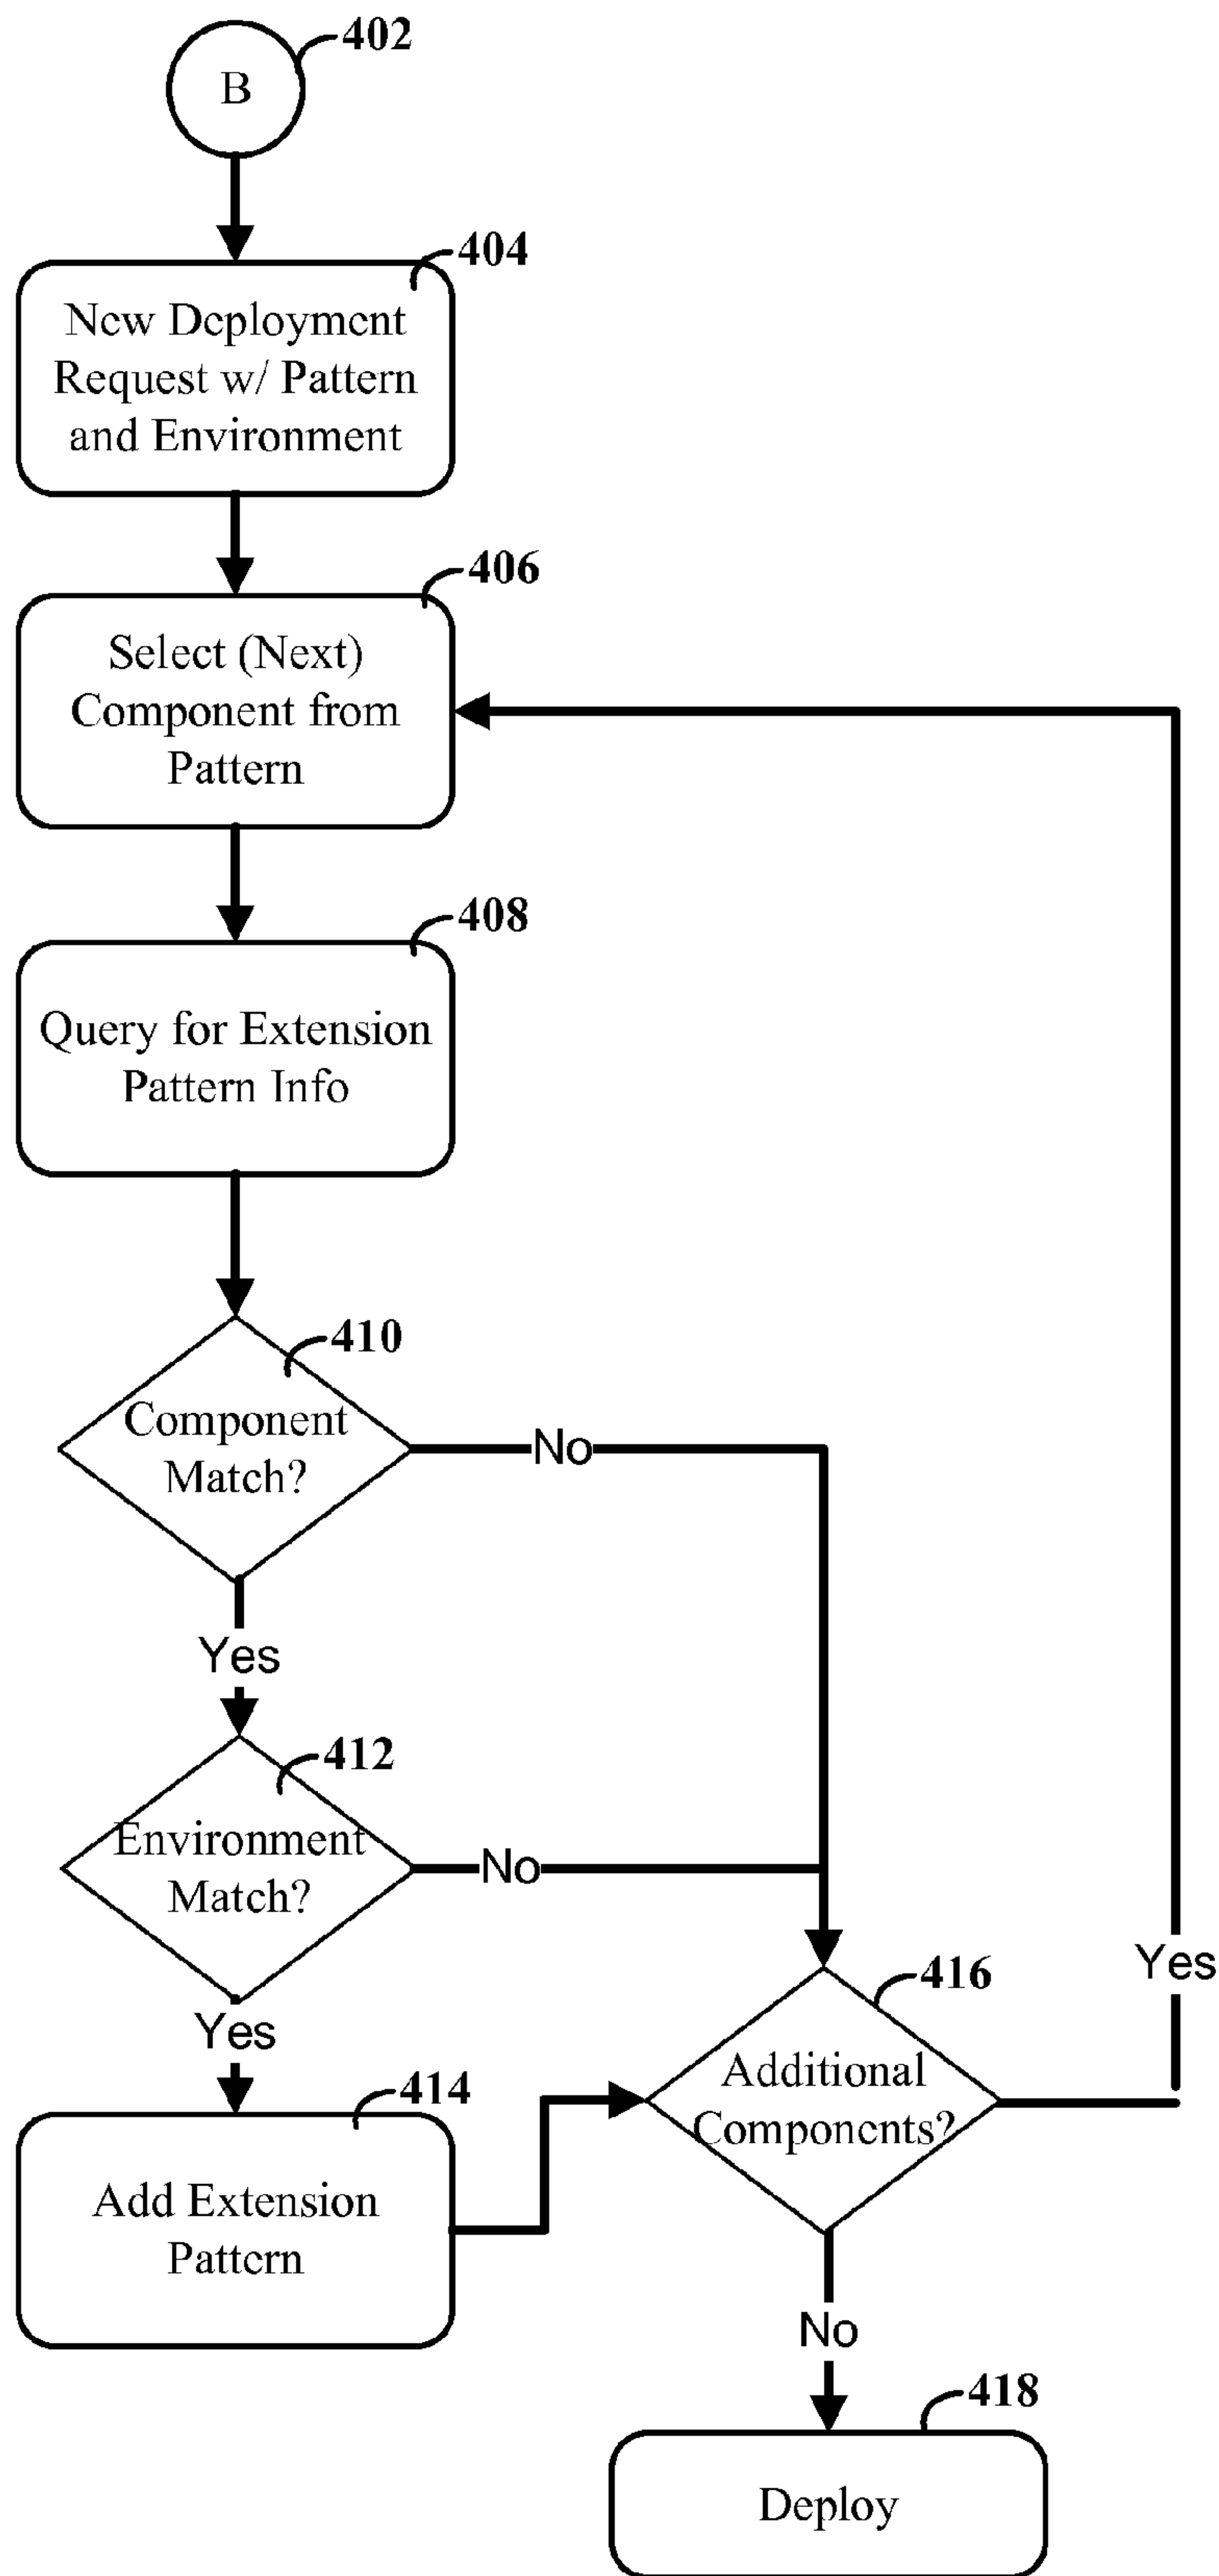 402
B
404
New Deployment
Request w/ Pattern
and Environment
406
Select (Next)
Component from
Pattern
408
Query for Extension
Pattern Info
410
Component
Match?
No
Yes
412
Environment
Match?
No
Yes
416
Additional
Components?
Yes
414
Add Extension
Pattern
No
418
Deploy